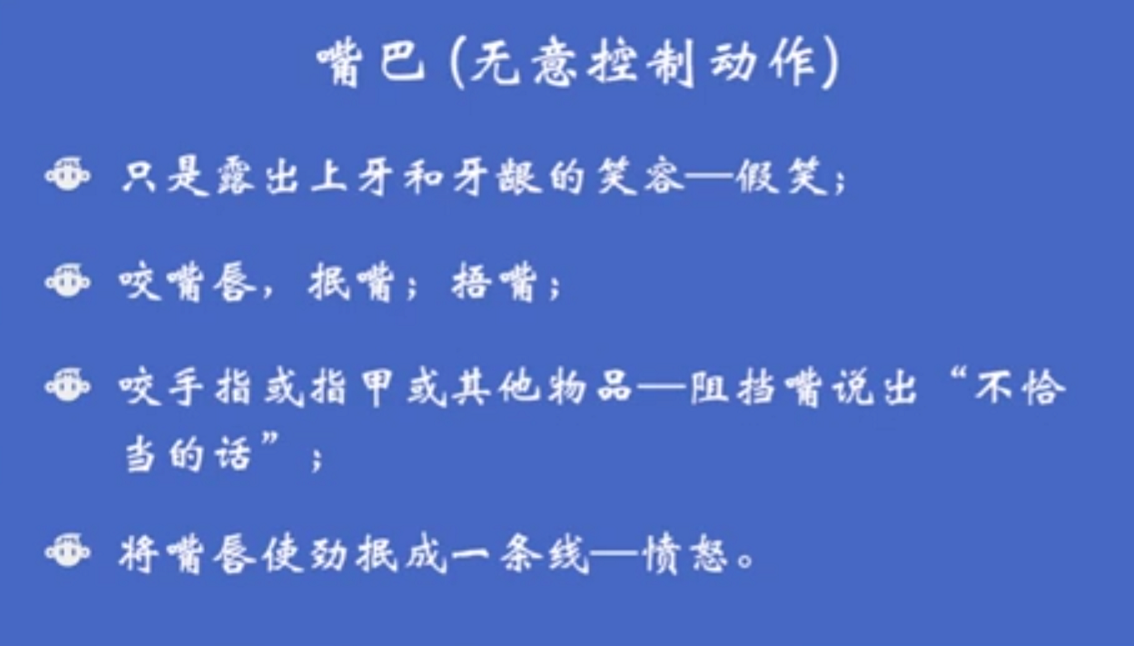 嘴巴(无意控制动作)
只是露出上牙和牙龈的笑容—假笑；
咬嘴唇，抿嘴；捂嘴；
咬手指或指甲或其他物品—阻挡嘴说出“不恰
当的话”；
将嘴唇使劲抿成一条线—愤怒。